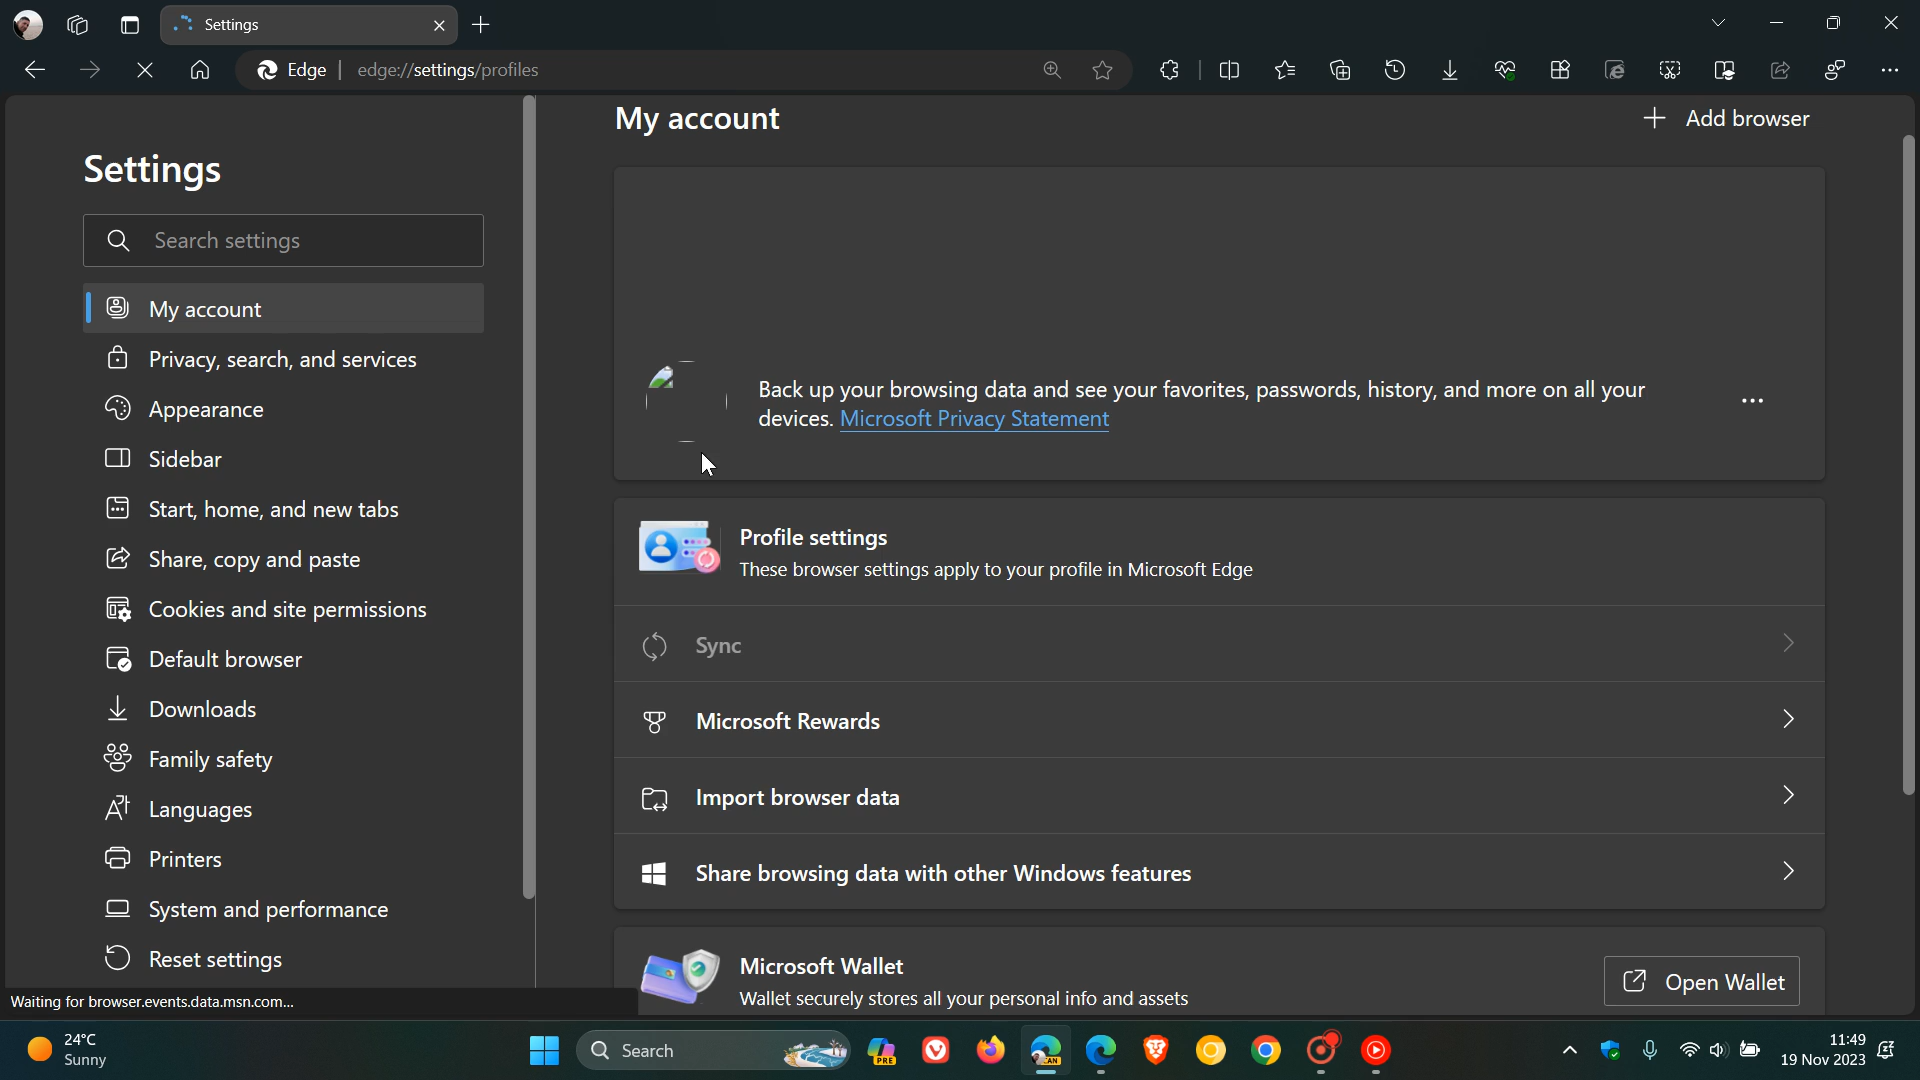 Settings
Edge
edge://settings/profiles
Settings
Search settings
My account
Privacy, search, and services
Appearance
Sidebar
Start, home, and new tabs
Share, copy and paste
Cookies and site permissions
Default browser
Downloads
Family safety
Languages
Printers
System and performance
Reset settings
Waiting for browser.events.data.msn.com...
My account
Add browser
Back up your browsing data and see your favorites, passwords, history, and more on all your
devices. Microsoft Privacy Statement
Profile settings
These browser settings apply to your profile in Microsoft Edge
Sync
Microsoft Rewards
Import browser data
Share browsing data with other Windows features
Microsoft Wallet
Wallet securely stores all your personal info and assets
Open Wallet
24°C
Sunny
Search
PRE
CAN
11:49
19 Nov 2023